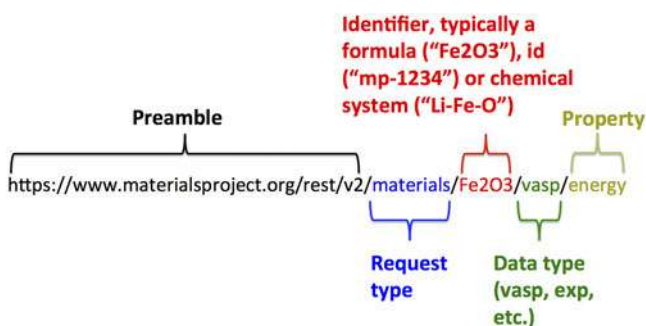 Identifier, typically a
formula (“Fe2O3”), id
(“mp-1234”) or chemical
system (“Li-Fe-O”)
Preamble
Property
https://www.materialsproject.org/rest/v2/materials/Fe2O3/vasp/energy
Request
type
Data type
(vasp, exp,
etc.)